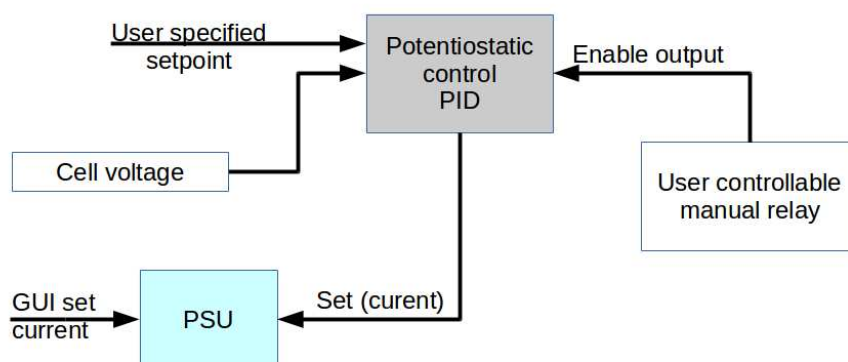 User specified
setpoint
Potentiostatic
control
PID
Enable output
Cell voltage
User controllable
manual relay
GUI set
current
PSU
Set (curent)